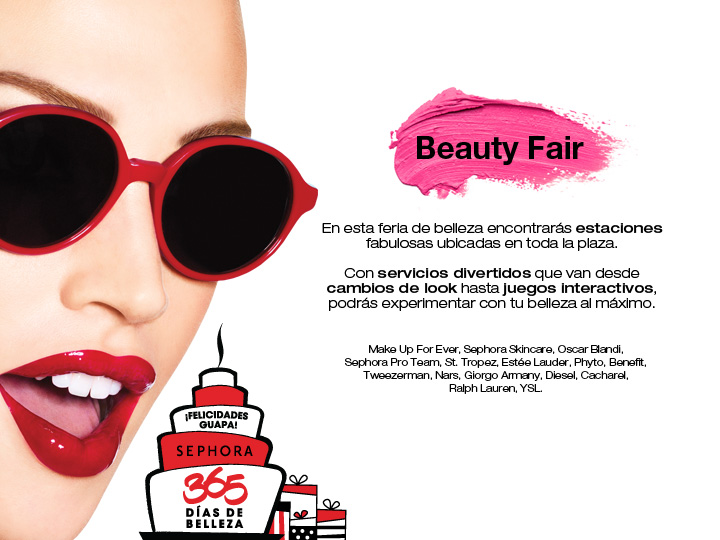 Beauty Fair
En esta feria de belleza encontrarás estaciones
fabulosas ubicadas en toda la plaza.
Con servicios divertidos que van desde
cambios de look hasta juegos interactivos,
podrás experimentar con tu belleza al máximo.
Make Up For Ever, Sephora Skincare, Oscar Blandi,
Sephora Pro Team, St. Tropez, Estée Lauder, Phyto, Benefit,
Tweezerman, Nars, Giorgo Armany, Diesel, Cacharel,
Ralph Lauren, YSL.
¡FELICIDADES
GUAPA!
SEPHORA
365
DÍAS DE
BELLEZA